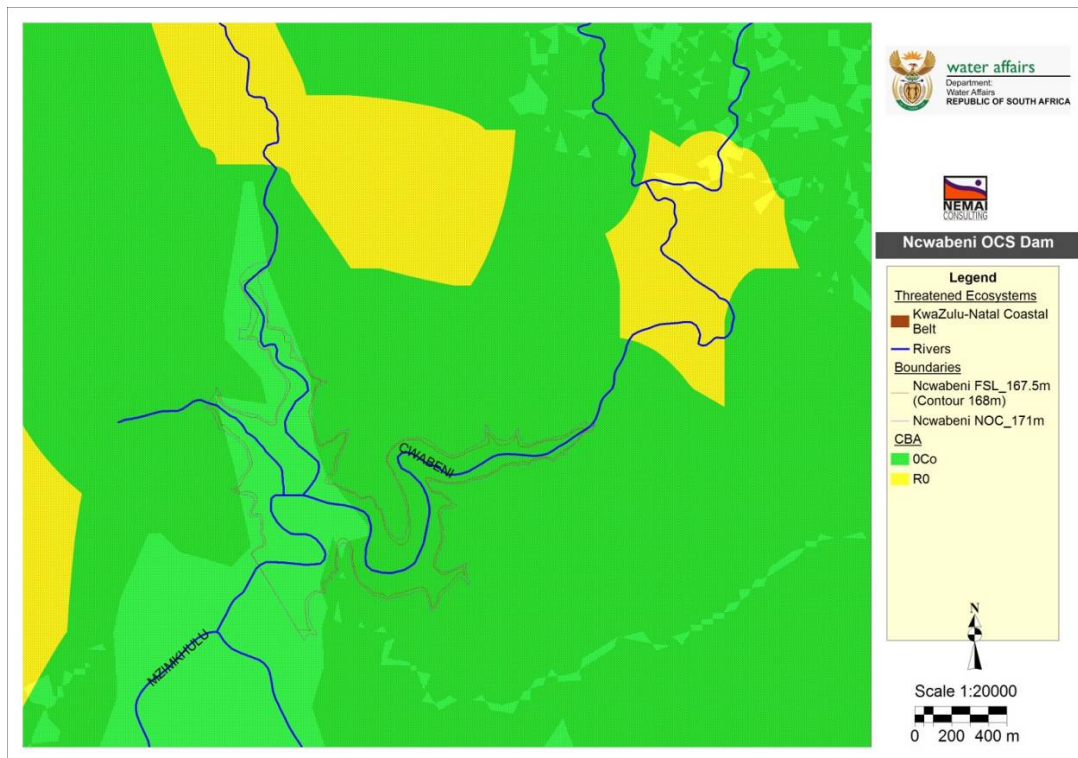 water affairs
Department:
Water Affairs
REPUBLIC OF SOUTH AFRICA
NEMAI
CONSULTING
Ncwabeni OCS Dam
Legend
Threatened Ecosystems
KwaZulu-Natal Coastal
Belt
Rivers
Boundaries
Ncwabeni FSL_167.5m
(Contour 168m)
Ncwabeni NOC_171m
CBA
0Co
R0
N
Scale 1:20000
0 200 400 m
CWABENI
MZIMKHULU